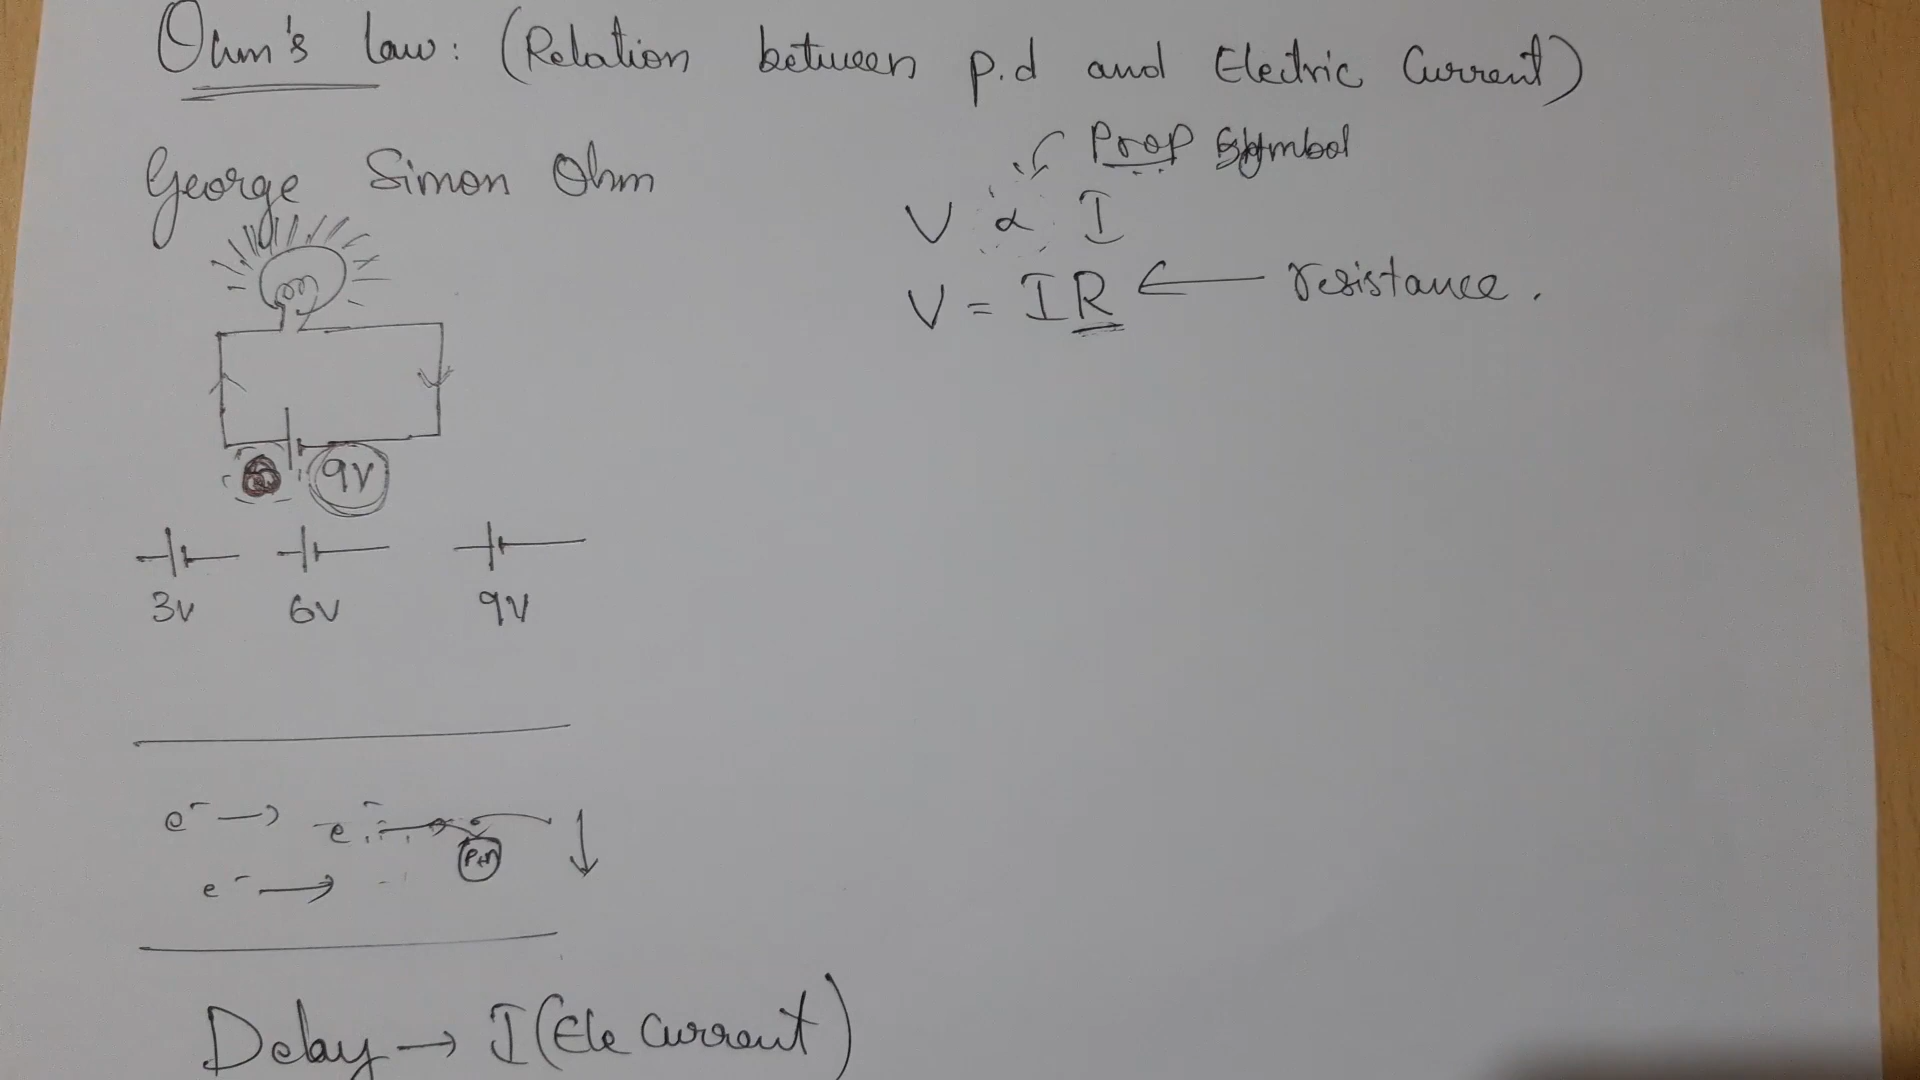 Ohm's law: (Relation between p.d and Electric Current)
George Simon Ohm
Prop Symbol
V ∝ I
V = IR ← resistance.
9V
3V 6V 9V
e⁻ → e⁻ →
P+n
e⁻ →
Delay → I (Ele Current)